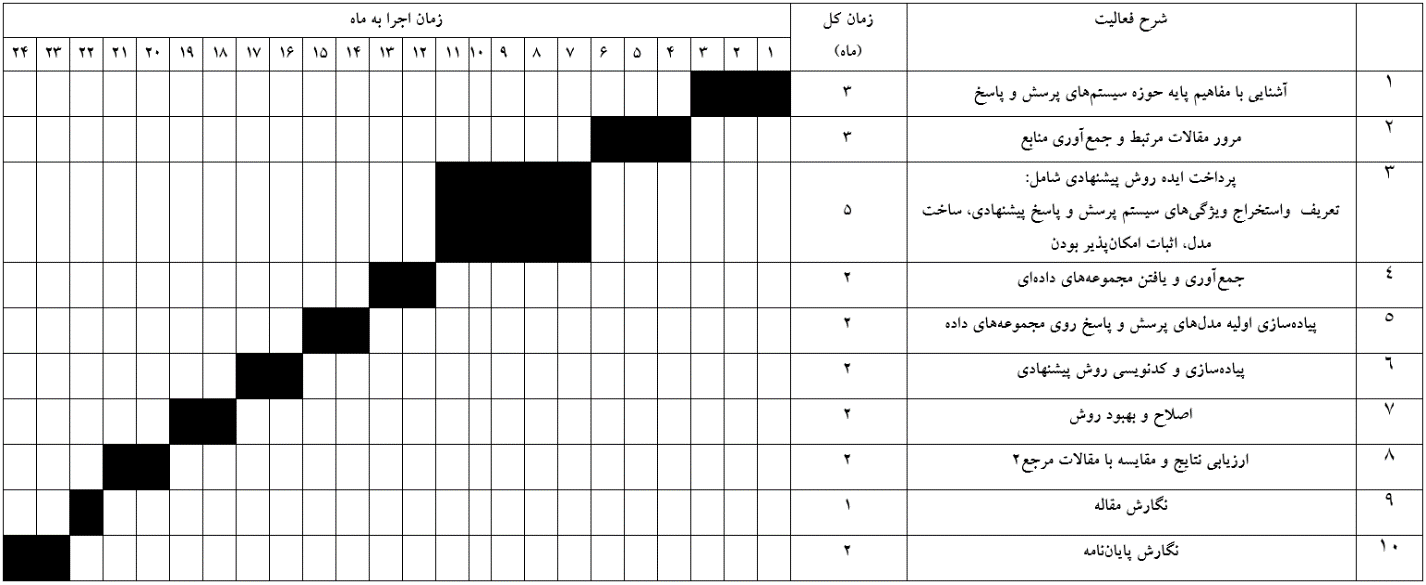 شرح فعالیت
زمان کل
(ماه)
زمان اجرا به ماه
۱ ۲ ۳ ۴ ۵ ۶ ۷ ۸ ۹ ۱۰ ۱۱ ۱۲ ۱۳ ۱۴ ۱۵ ۱۶ ۱۷ ۱۸ ۱۹ ۲۰ ۲۱ ۲۲ ۲۳ ۲۴
۱ آشنایی با مفاهیم پایه حوزه سیستم‌های پرسش و پاسخ ۳
۲ مرور مقالات مرتبط و جمع‌آوری منابع ۳
۳ پرداخت ایده روش پیشنهادی شامل:
تعریف واستخراج ویژگی‌های سیستم پرسش و پاسخ پیشنهادی، ساخت ۵
مدل، اثبات امکان‌پذیر بودن
٤ جمع‌آوری و یافتن مجموعه‌های داده‌ای ۲
٥ پیاده‌سازی اولیه مدل‌های پرسش و پاسخ روی مجموعه‌های داده ۲
٦ پیاده‌سازی و کدنویسی روش پیشنهادی ۲
۷ اصلاح و بهبود روش ۲
۸ ارزیابی نتایج و مقایسه با مقالات مرجع۲ ۲
۹ نگارش مقاله ۱
۱۰ نگارش پایان‌نامه ۲